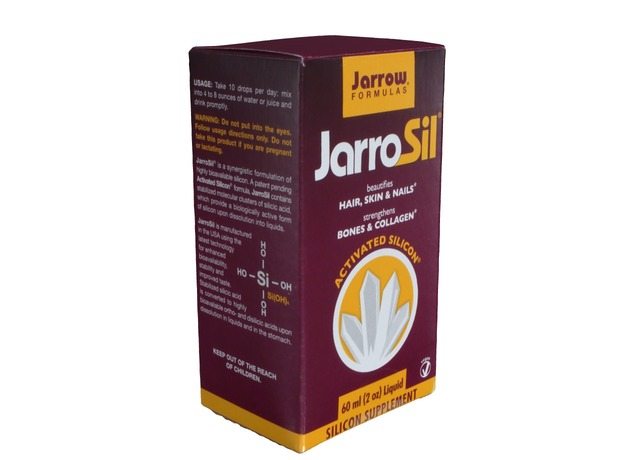 USAGE: Take 10 drops per day: mix
into 4 to 8 ounces of water or juice and
drink promptly.
WARNING: Do not put into the eyes.
Follow usage directions only. Do not
take this product if you are pregnant
or lactating.
JarroSil® is a synergistic formulation of
highly bioavailable silicon. A patent pending
Activated Silicon® formula, JarroSil contains
stabilized molecular clusters of silicic acid,
which provide a biologically active form
of silicon upon dissolution into liquids.
JarroSil is manufactured
in the USA using the
latest technology
for enhanced
bioavailability,
stability and
improved taste.
Stabilized silicic acid
is converted to highly
bioavailable ortho- and disilicic acids upon
dissolution in liquids and in the stomach.
HO
HO — Si — OH
OH
Si(OH)₄
KEEP OUT OF THE REACH
OF CHILDREN.
Jarrow
FORMULAS
JarroSil®
beautifies
HAIR, SKIN & NAILS
strengthens
BONES & COLLAGEN
ACTIVATED SILICON®
VEGAN
60 ml (2 oz) Liquid
SILICON SUPPLEMENT